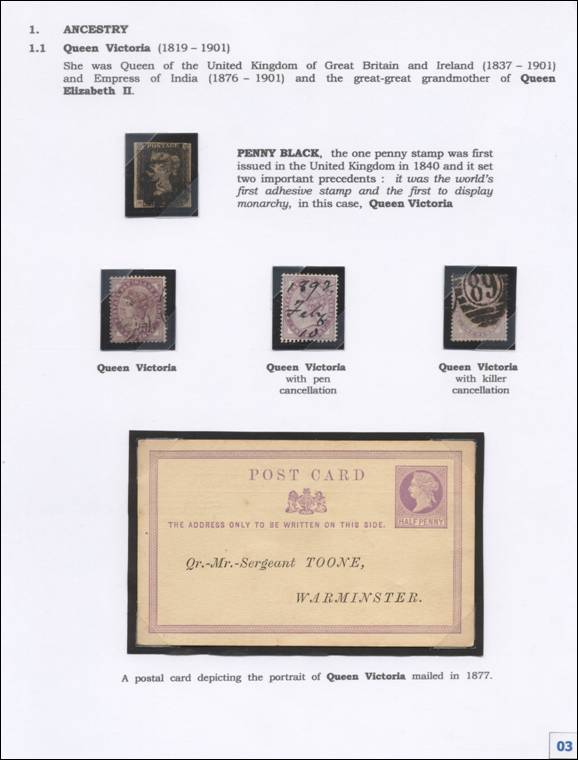 1. ANCESTRY
1.1 Queen Victoria (1819 – 1901)
She was Queen of the United Kingdom of Great Britain and Ireland (1837 – 1901)
and Empress of India (1876 – 1901) and the great-great grandmother of Queen
Elizabeth II.
POSTAGE
PENNY BLACK, the one penny stamp was first
issued in the United Kingdom in 1840 and it set
two important precedents : it was the world's
first adhesive stamp and the first to display
monarchy, in this case, Queen Victoria
1892
Feby
10
89
Queen Victoria
Queen Victoria
with pen
cancellation
Queen Victoria
with killer
cancellation
POST CARD
THE ADDRESS ONLY TO BE WRITTEN ON THIS SIDE.
HALF PENNY
Qr.-Mr.-Sergeant TOONE,
WARMINSTER.
A postal card depicting the portrait of Queen Victoria mailed in 1877.
03